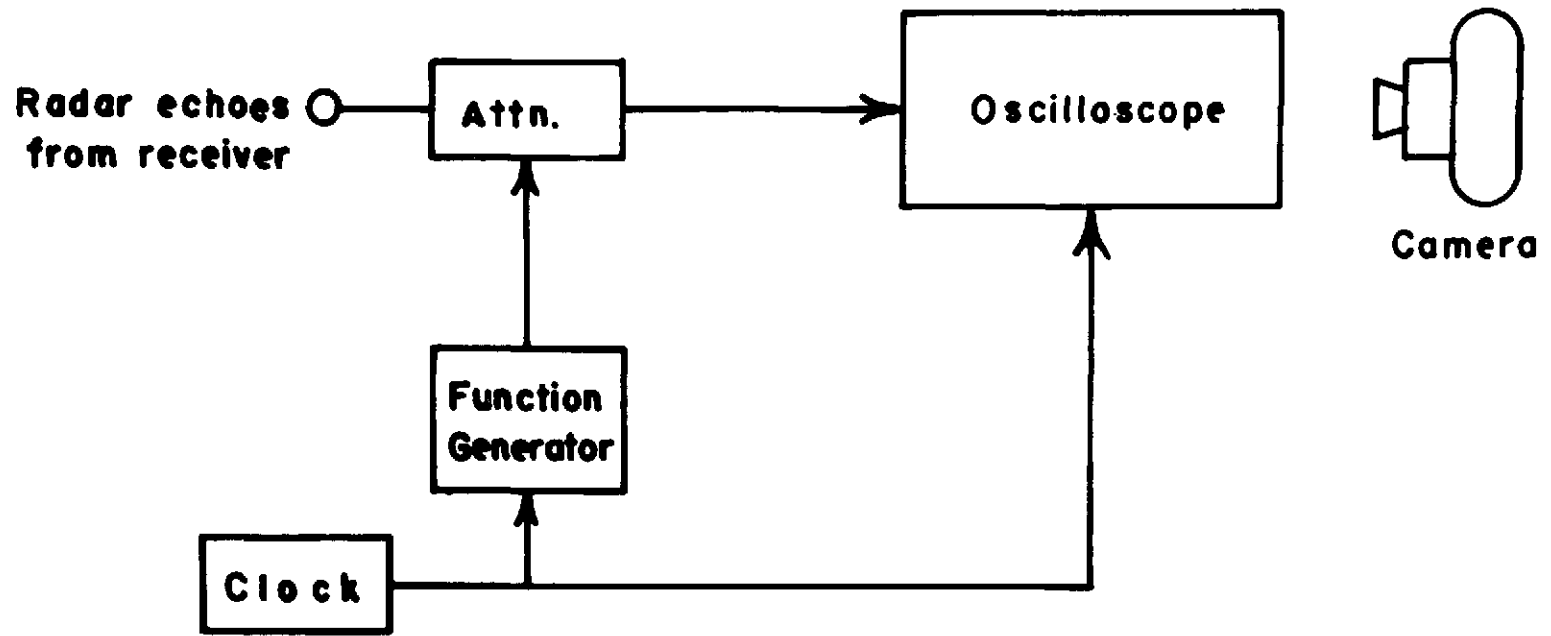 Radar echoes
from receiver
Attn.
Oscilloscope
Camera
Function
Generator
Clock